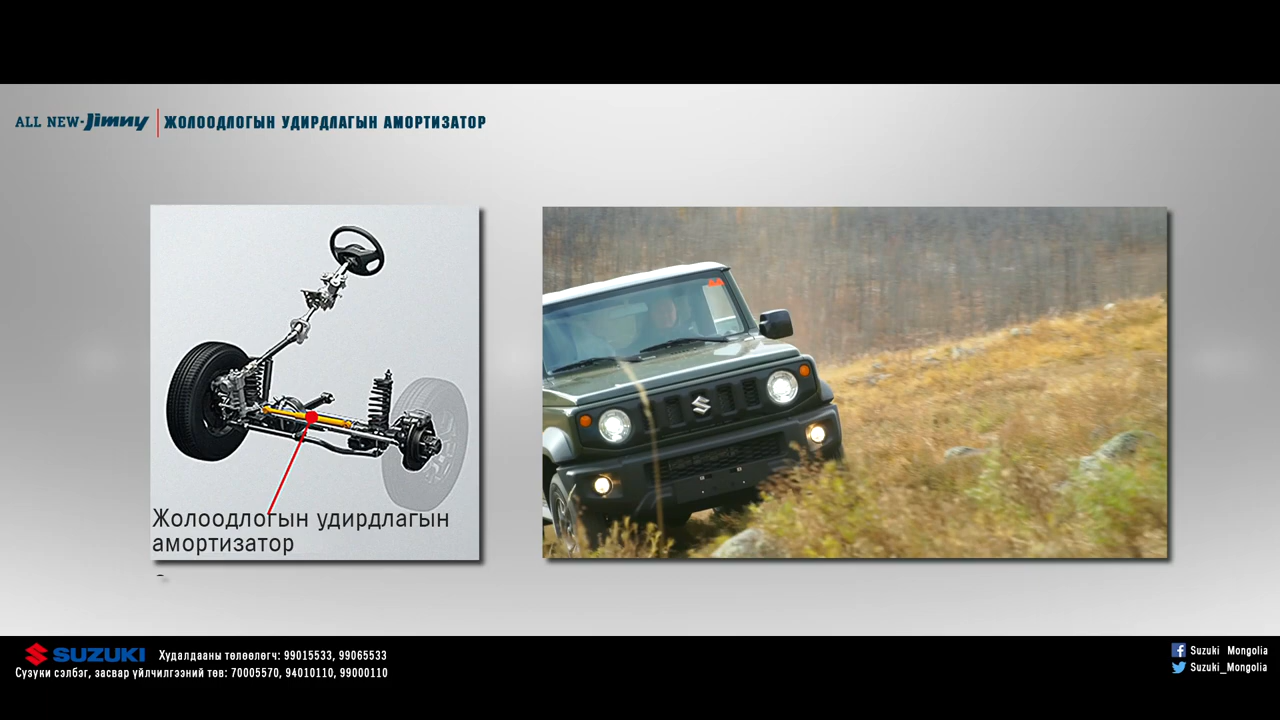 ALL NEW·Jimny ЖОЛООДЛОГЫН УДИРДЛАГЫН АМОРТИЗАТОР
Жолоодлогын удирдлагын
амортизатор
SUZUKI Худалдааны төлөөлөгч: 99015533, 99065533
Сузуки сэлбэг, засвар үйлчилгээний төв: 70005570, 94010110, 99000110
Suzuki Mongolia
Suzuki_Mongolia